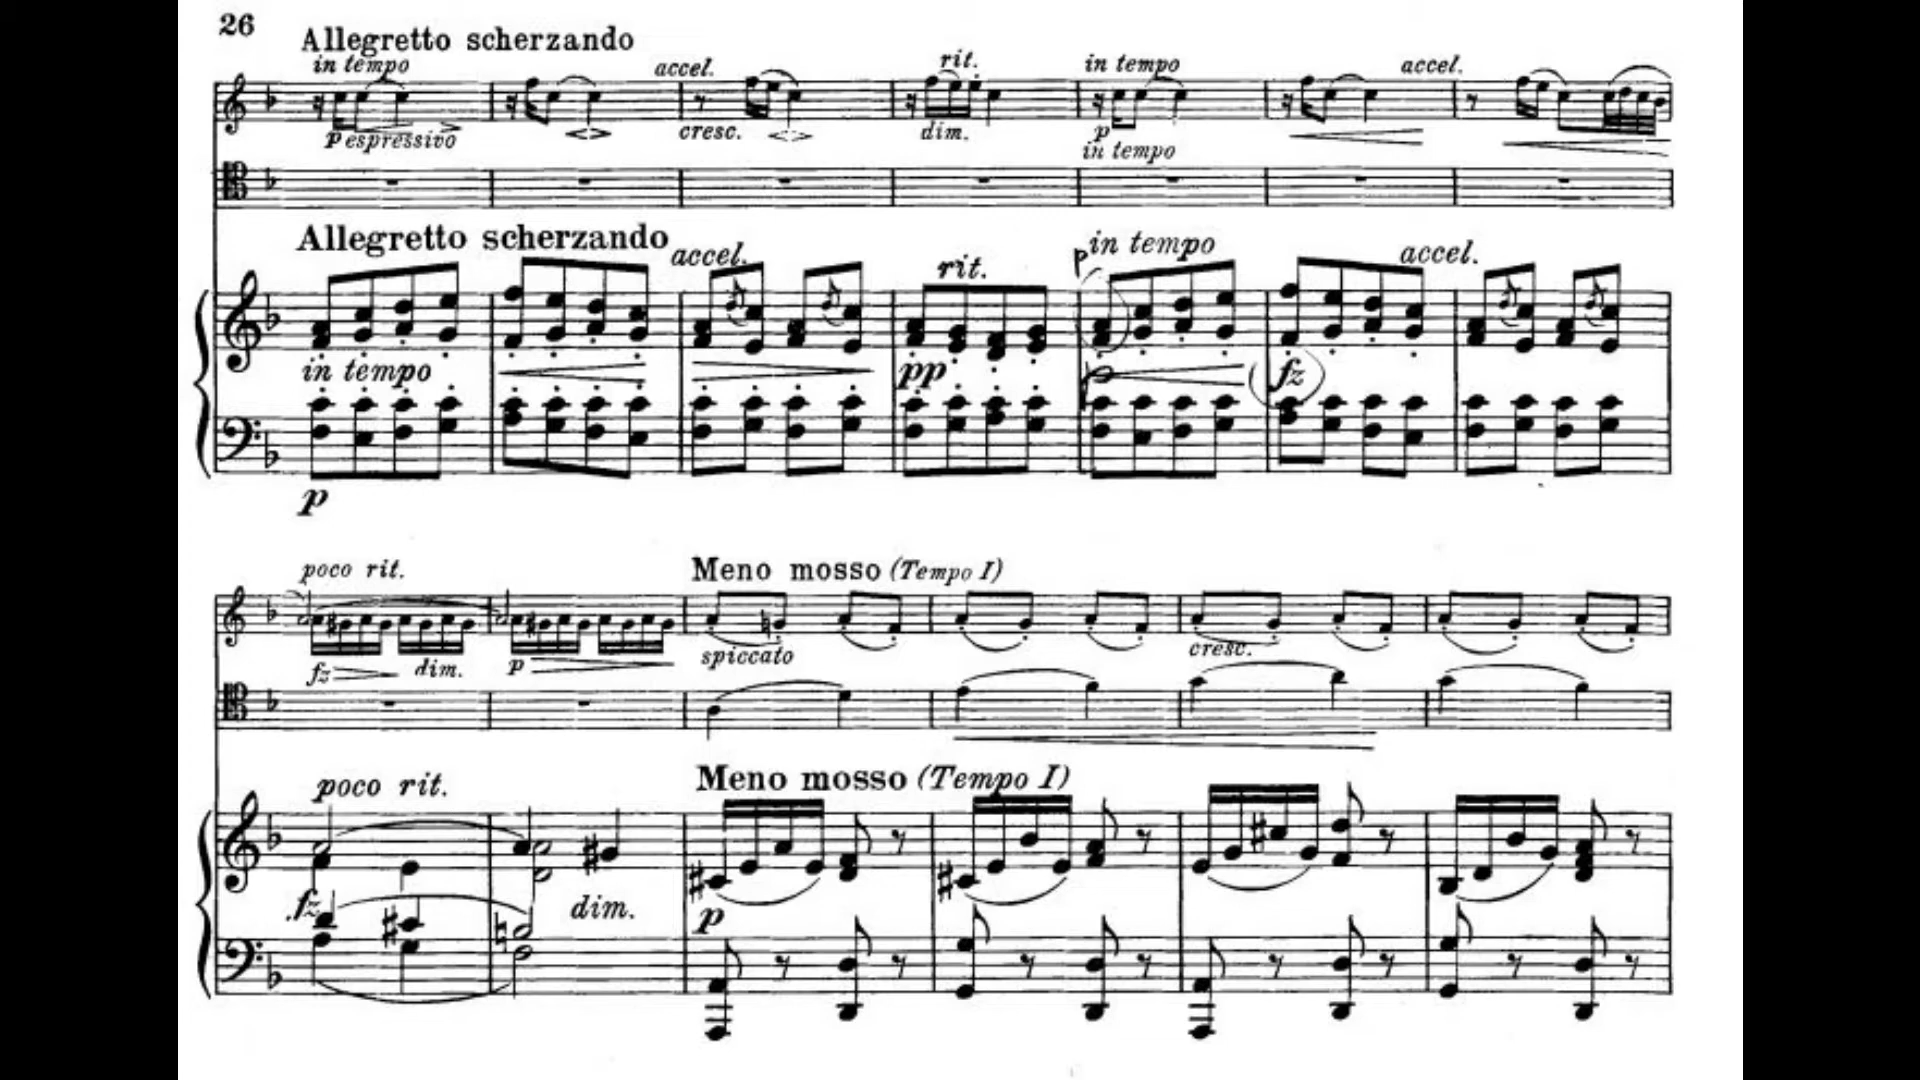 26
Allegretto scherzando
in tempo
accel.
rit.
in tempo
accel.
p espressivo
cresc.
dim.
p
in tempo
Allegretto scherzando
accel.
rit.
p in tempo
accel.
in tempo
pp
fz
p
poco rit.
Meno mosso (Tempo I)
fz
dim.
p
spiccato
cresc.
poco rit.
Meno mosso (Tempo I)
fz
dim.
p